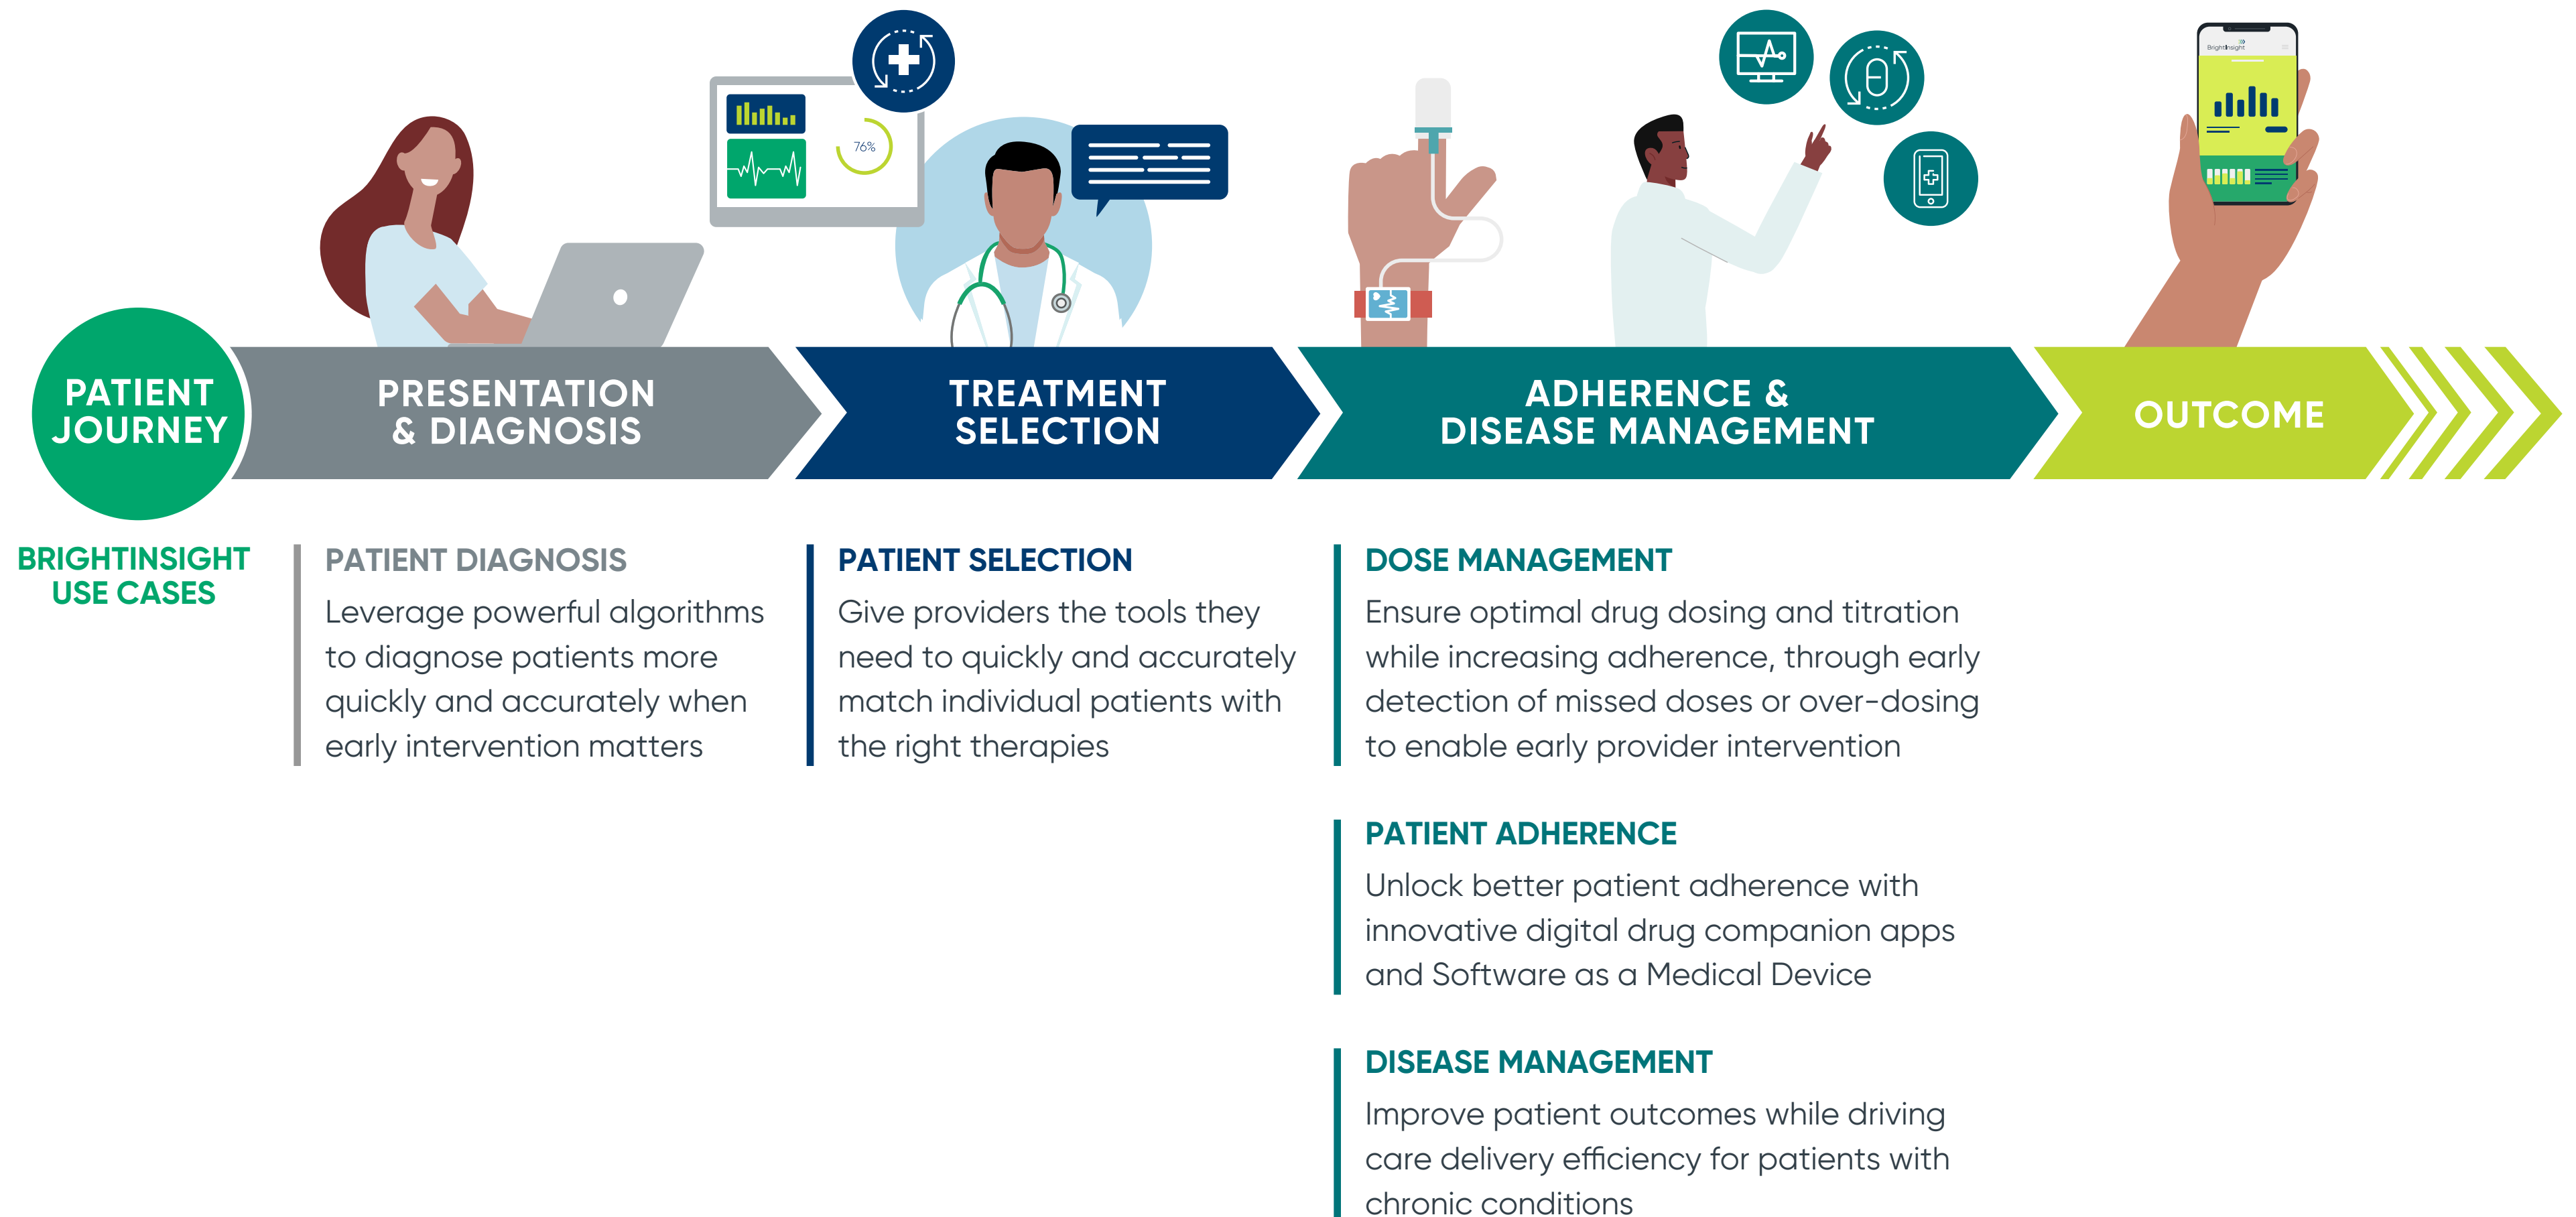 BrightInsight
76%
PATIENT
JOURNEY
PRESENTATION
& DIAGNOSIS
TREATMENT
SELECTION
ADHERENCE &
DISEASE MANAGEMENT
OUTCOME
BRIGHTINSIGHT
USE CASES
PATIENT DIAGNOSIS
Leverage powerful algorithms
to diagnose patients more
quickly and accurately when
early intervention matters
PATIENT SELECTION
Give providers the tools they
need to quickly and accurately
match individual patients with
the right therapies
DOSE MANAGEMENT
Ensure optimal drug dosing and titration
while increasing adherence, through early
detection of missed doses or over-dosing
to enable early provider intervention
PATIENT ADHERENCE
Unlock better patient adherence with
innovative digital drug companion apps
and Software as a Medical Device
DISEASE MANAGEMENT
Improve patient outcomes while driving
care delivery efficiency for patients with
chronic conditions